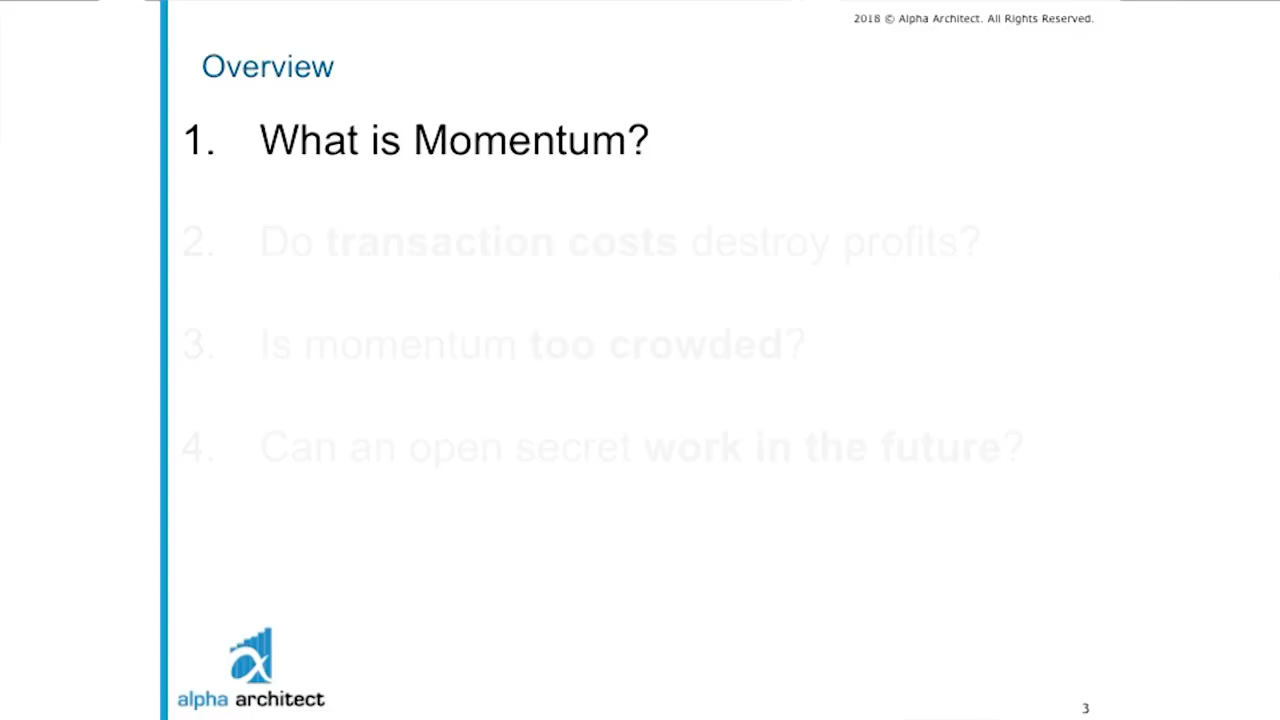 2018 © Alpha Architect. All Rights Reserved.
Overview
1. What is Momentum?
2. Do transaction costs destroy profits?
3. Is momentum too crowded?
4. Can an open secret work in the future?
alpha architect
3